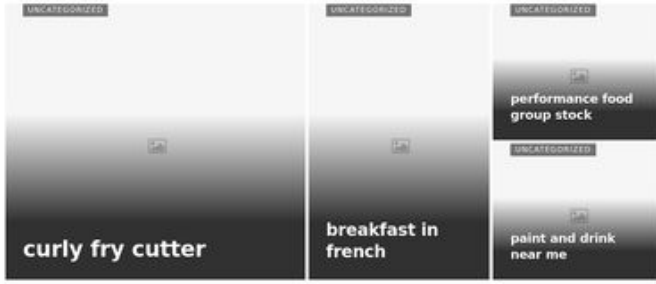 UNCATEGORIZED
curly fry cutter
UNCATEGORIZED
breakfast in
french
UNCATEGORIZED
performance food
group stock
UNCATEGORIZED
paint and drink
near me